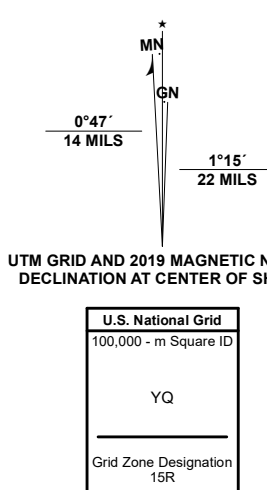 MN
GN
0°47´
14 MILS
1°15´
22 MILS
UTM GRID AND 2019 MAGNETIC N
DECLINATION AT CENTER OF SH
U.S. National Grid
100,000 - m Square ID
YQ
Grid Zone Designation
15R